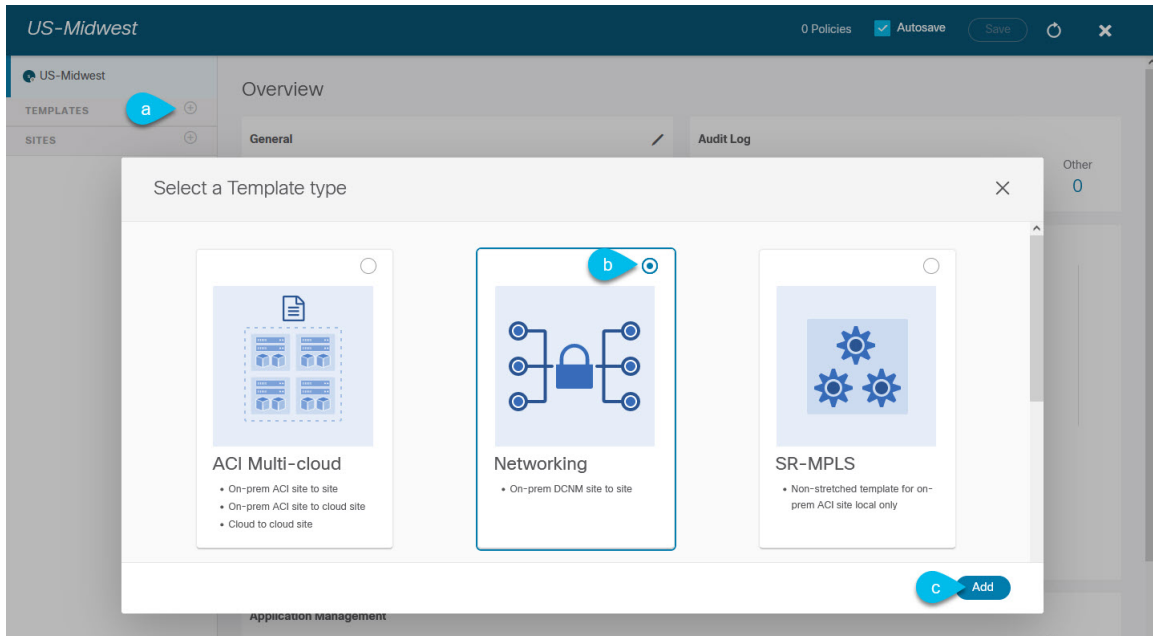 US-Midwest
0 Policies
Autosave
Save
US-Midwest
TEMPLATES
a
SITES
Overview
General
Audit Log
Other
0
Select a Template type
b
ACI Multi-cloud
• On-prem ACI site to site
• On-prem ACI site to cloud site
• Cloud to cloud site
Networking
• On-prem DCNM site to site
SR-MPLS
• Non-stretched template for on-
prem ACI site local only
c
Add
Application Management